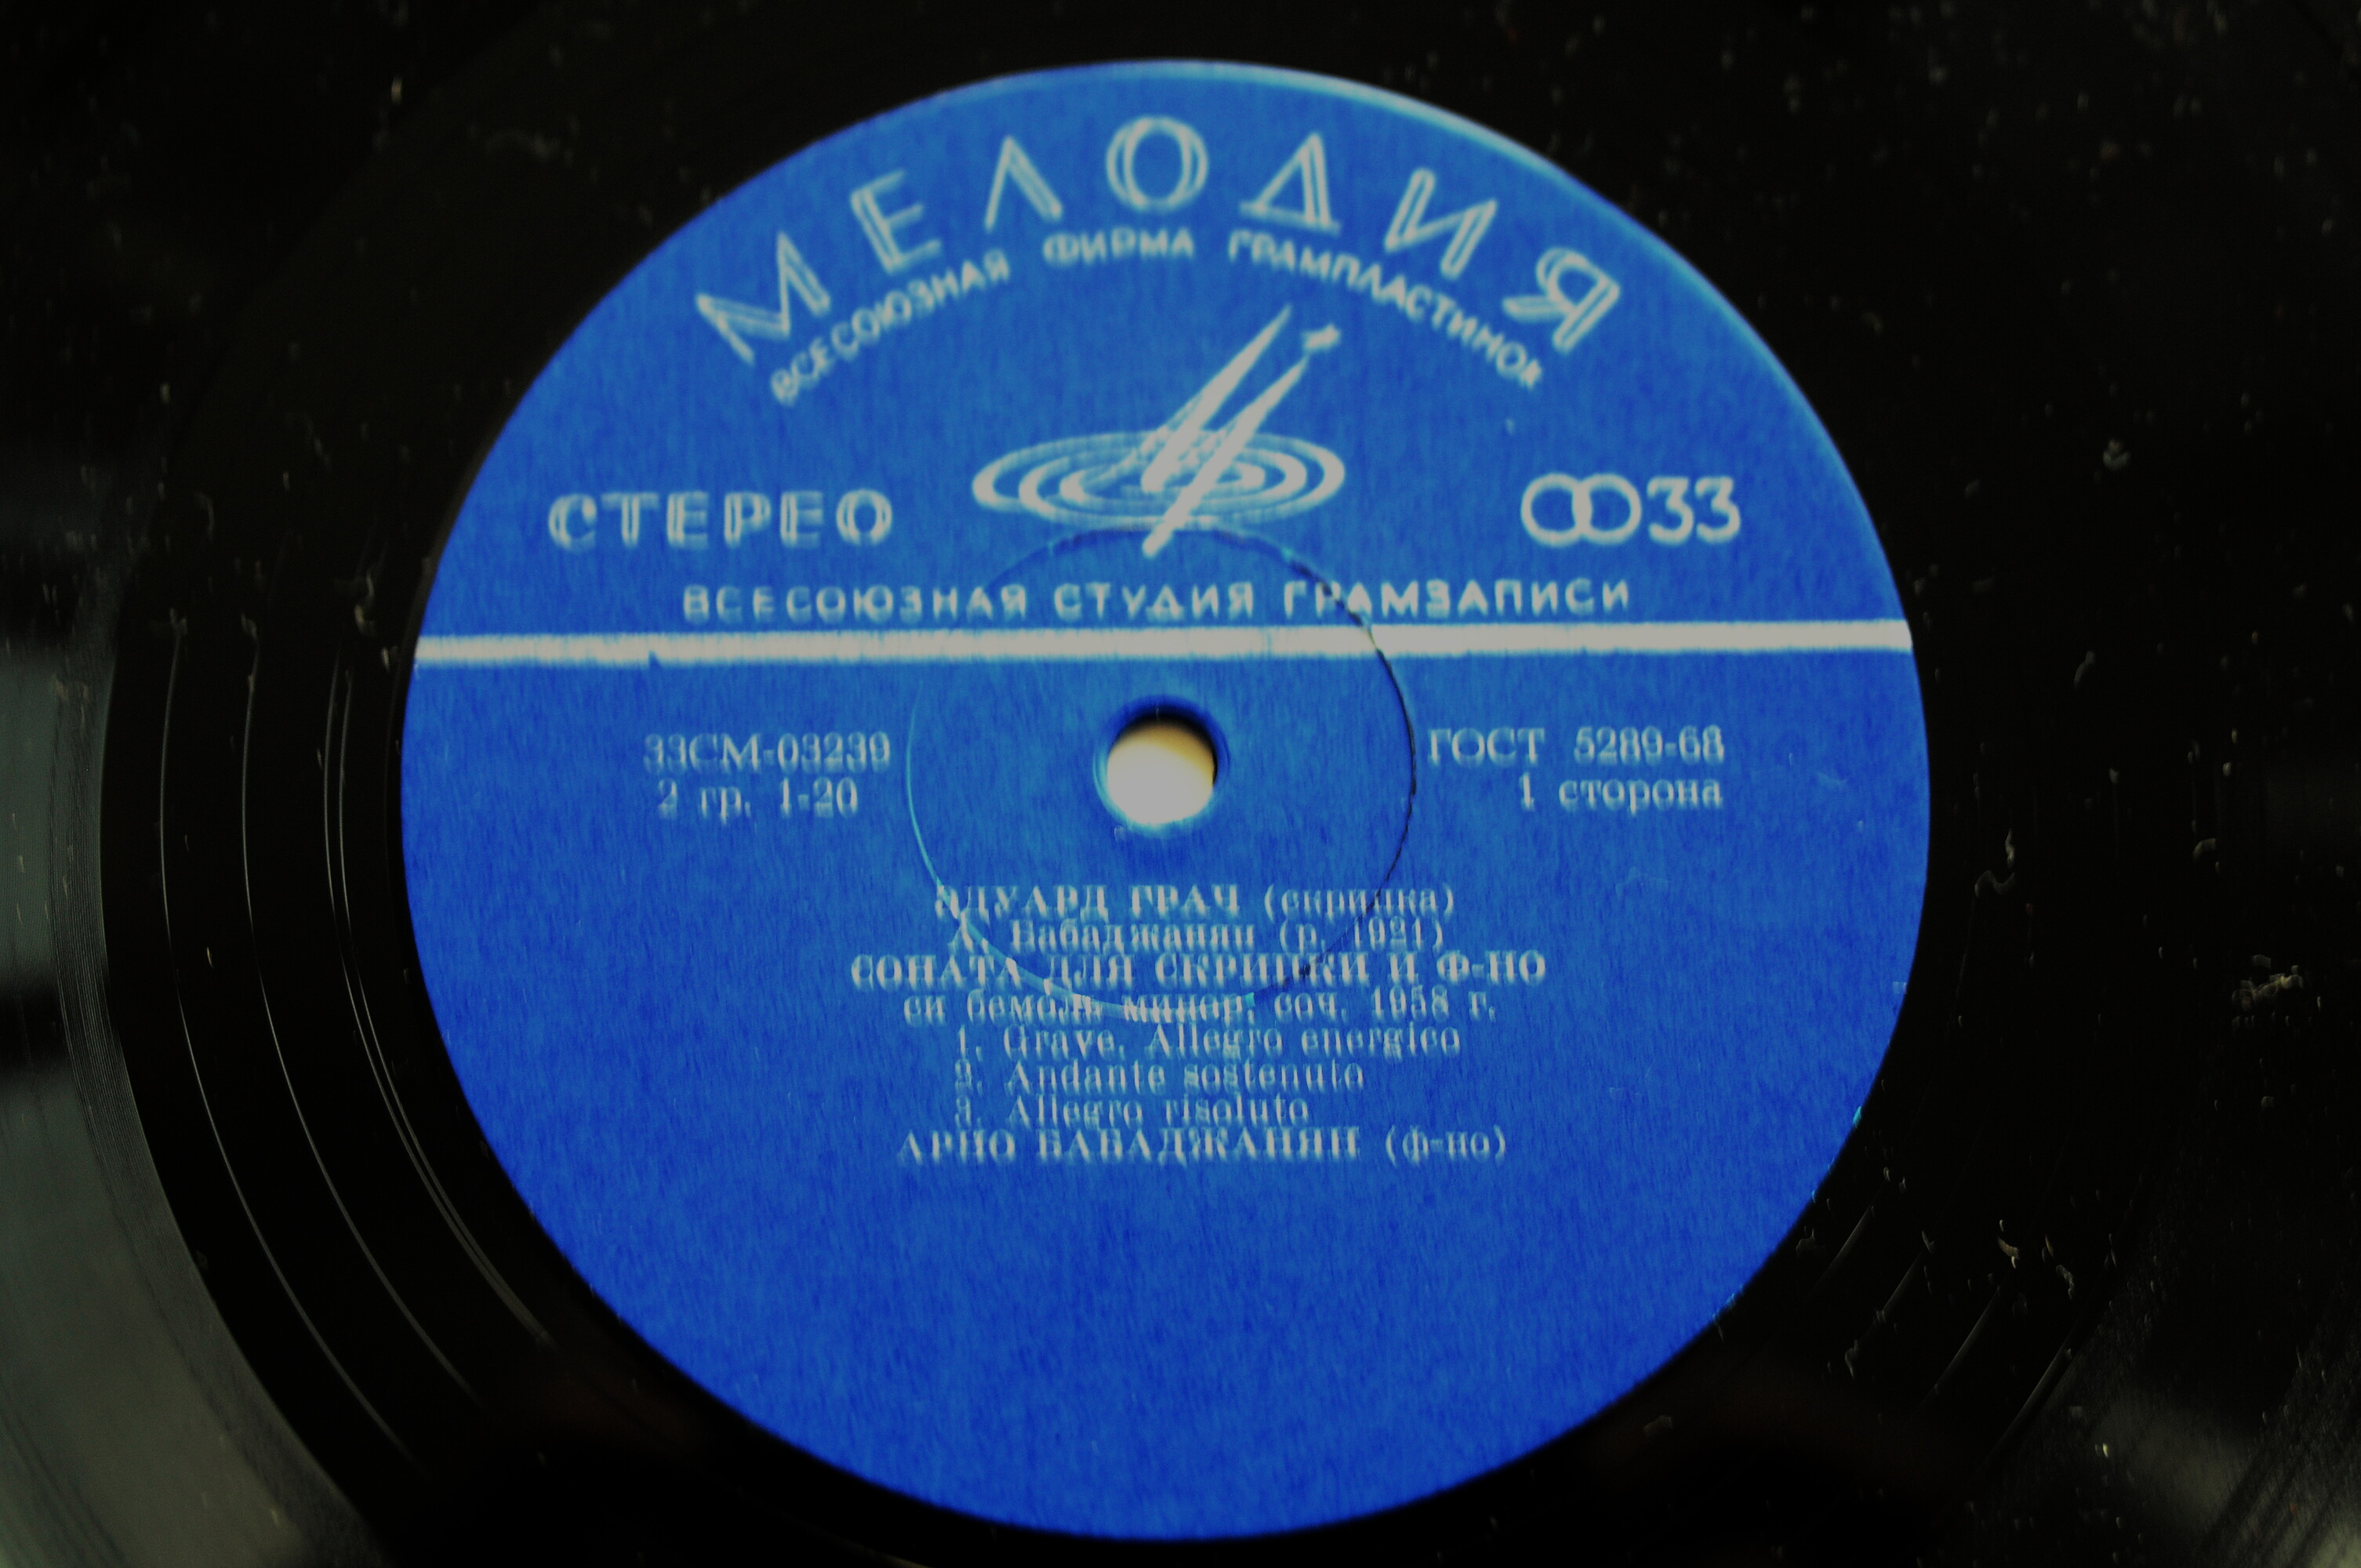 МЕЛОДИЯ
ВСЕСОЮЗНАЯ ФИРМА ГРАМПЛАСТИНОК
СТЕРЕО
33
ВСЕСОЮЗНАЯ СТУДИЯ ГРАМЗАПИСИ
33СМ-03239
2 гр. 1-20
ГОСТ 5289-68
1 сторона
ЭДУАРД ГРАЧ (скрипка)
А. Бабаджанян (р. 1921)
СОНАТА ДЛЯ СКРИПКИ И Ф-НО
си бемоль минор, соч. 1958 г.
1. Grave. Allegro energico
2. Andante sostenuto
3. Allegro risoluto
АРНО БАБАДЖАНЯН (ф-но)